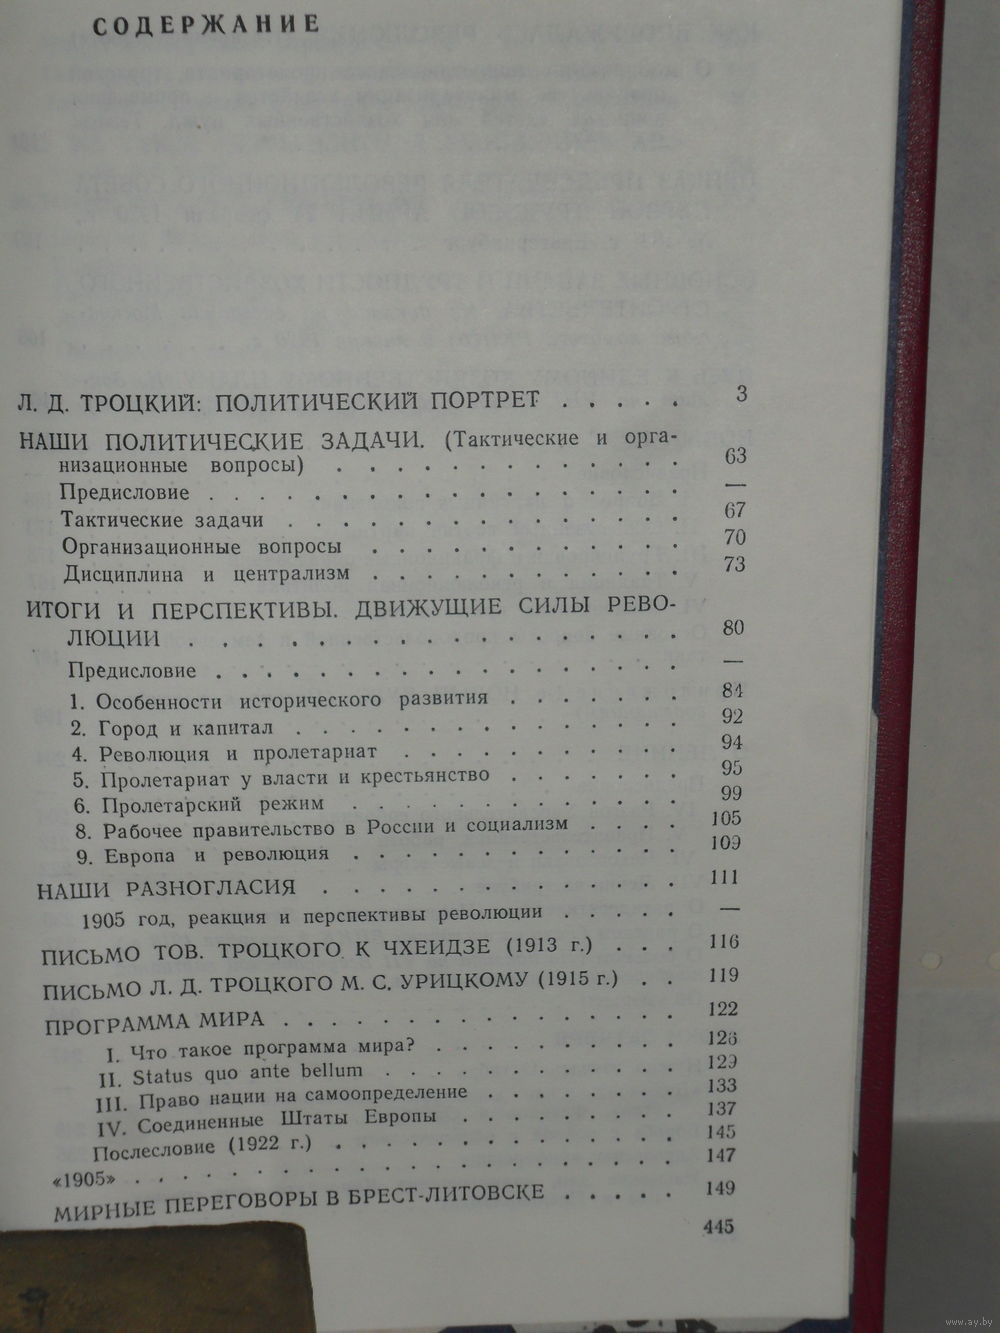 СОДЕРЖАНИЕ
Л. Д. ТРОЦКИЙ: ПОЛИТИЧЕСКИЙ ПОРТРЕТ . . . . . 3
НАШИ ПОЛИТИЧЕСКИЕ ЗАДАЧИ. (Тактические и орга-
низационные вопросы) . . . . . . . . . . . . . 63
Предисловие . . . . . . . . . . . . . . . . . . —
Тактические задачи . . . . . . . . . . . . . . . 67
Организационные вопросы . . . . . . . . . . . . 70
Дисциплина и централизм . . . . . . . . . . . . 73
ИТОГИ И ПЕРСПЕКТИВЫ. ДВИЖУЩИЕ СИЛЫ РЕВО-
ЛЮЦИИ . . . . . . . . . . . . . . . . . . . 80
Предисловие . . . . . . . . . . . . . . . . . . —
1. Особенности исторического развития . . . . . . . 84
2. Город и капитал . . . . . . . . . . . . . . . 92
4. Революция и пролетариат . . . . . . . . . . . 94
5. Пролетариат у власти и крестьянство . . . . . . . 95
6. Пролетарский режим . . . . . . . . . . . . . 99
8. Рабочее правительство в России и социализм . . . . 105
9. Европа и революция . . . . . . . . . . . . . 109
НАШИ РАЗНОГЛАСИЯ . . . . . . . . . . . . . . 111
1905 год, реакция и перспективы революции . . . . . —
ПИСЬМО ТОВ. ТРОЦКОГО К ЧХЕИДЗЕ (1913 г.) . . . 116
ПИСЬМО Л. Д. ТРОЦКОГО М. С. УРИЦКОМУ (1915 г.) . . 119
ПРОГРАММА МИРА . . . . . . . . . . . . . . . . 122
I. Что такое программа мира? . . . . . . . . . . 126
II. Status quo ante bellum . . . . . . . . . . . . 129
III. Право нации на самоопределение . . . . . . . . 133
IV. Соединенные Штаты Европы . . . . . . . . . 137
Послесловие (1922 г.) . . . . . . . . . . . . . . 145
«1905» . . . . . . . . . . . . . . . . . . . . . 147
МИРНЫЕ ПЕРЕГОВОРЫ В БРЕСТ-ЛИТОВСКЕ . . . . . 149
445
www.ay.by